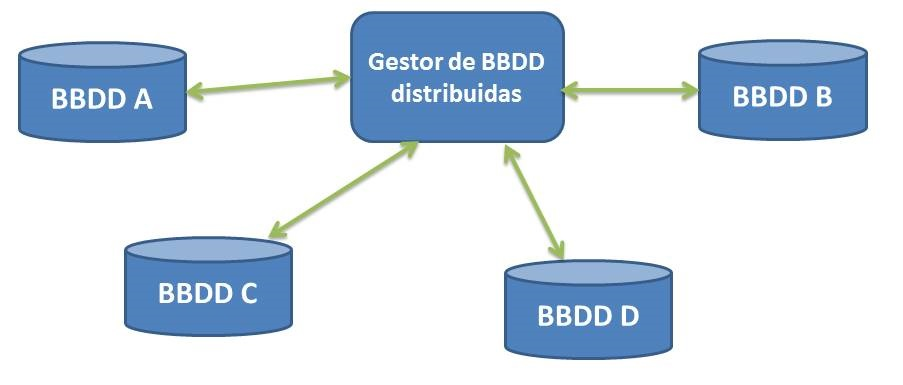 Gestor de BBDD
distribuidas
BBDD A
BBDD B
BBDD C
BBDD D